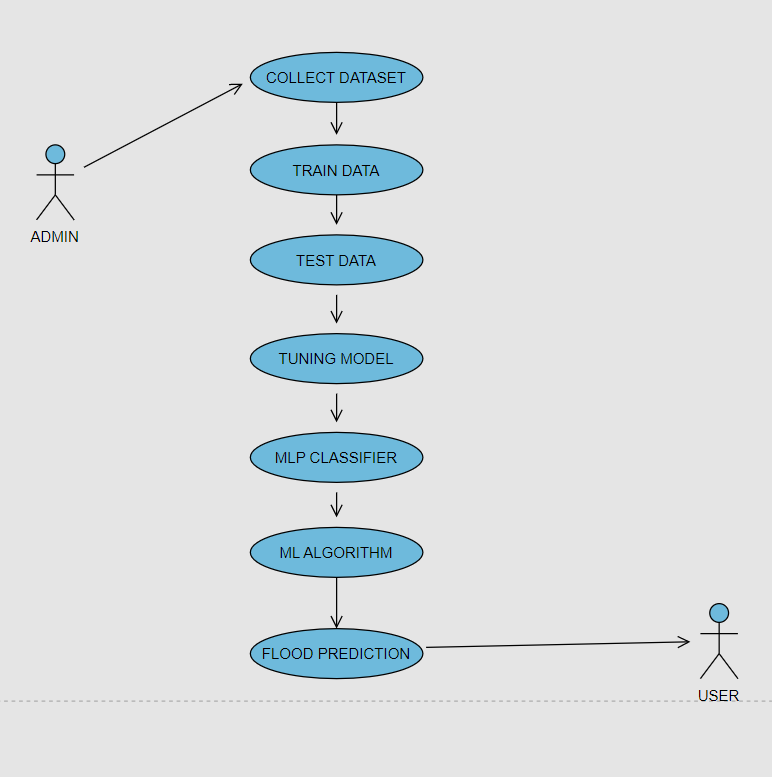 COLLECT DATASET
TRAIN DATA
ADMIN
TEST DATA
TUNING MODEL
MLP CLASSIFIER
ML ALGORITHM
FLOOD PREDICTION
USER